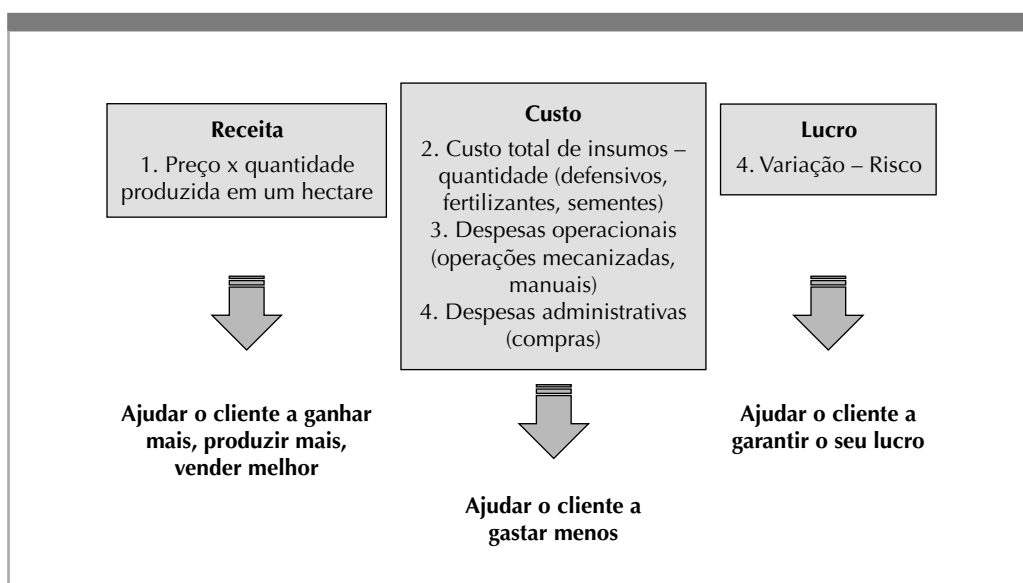 Receita
1. Preço x quantidade
produzida em um hectare
Custo
2. Custo total de insumos –
quantidade (defensivos,
fertilizantes, sementes)
3. Despesas operacionais
(operações mecanizadas,
manuais)
4. Despesas administrativas
(compras)
Lucro
4. Variação – Risco
Ajudar o cliente a ganhar
mais, produzir mais,
vender melhor
Ajudar o cliente a
gastar menos
Ajudar o cliente a
garantir o seu lucro